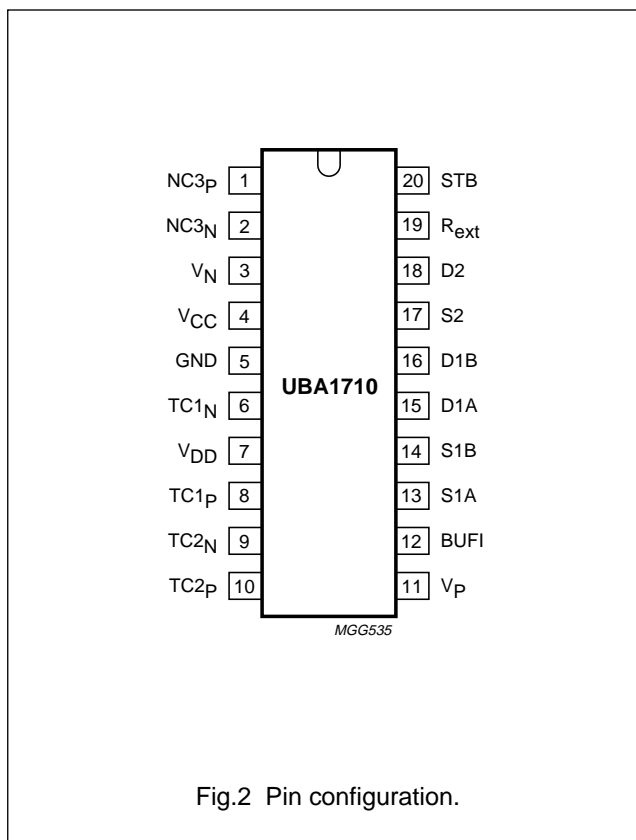 NC3P 1 20 STB
NC3N 2 19 Rext
VN 3 18 D2
VCC 4 17 S2
GND 5 16 D1B
UBA1710
TC1N 6 15 D1A
VDD 7 14 S1B
TC1P 8 13 S1A
TC2N 9 12 BUFI
TC2P 10 11 VP
MGG535
Fig.2 Pin configuration.